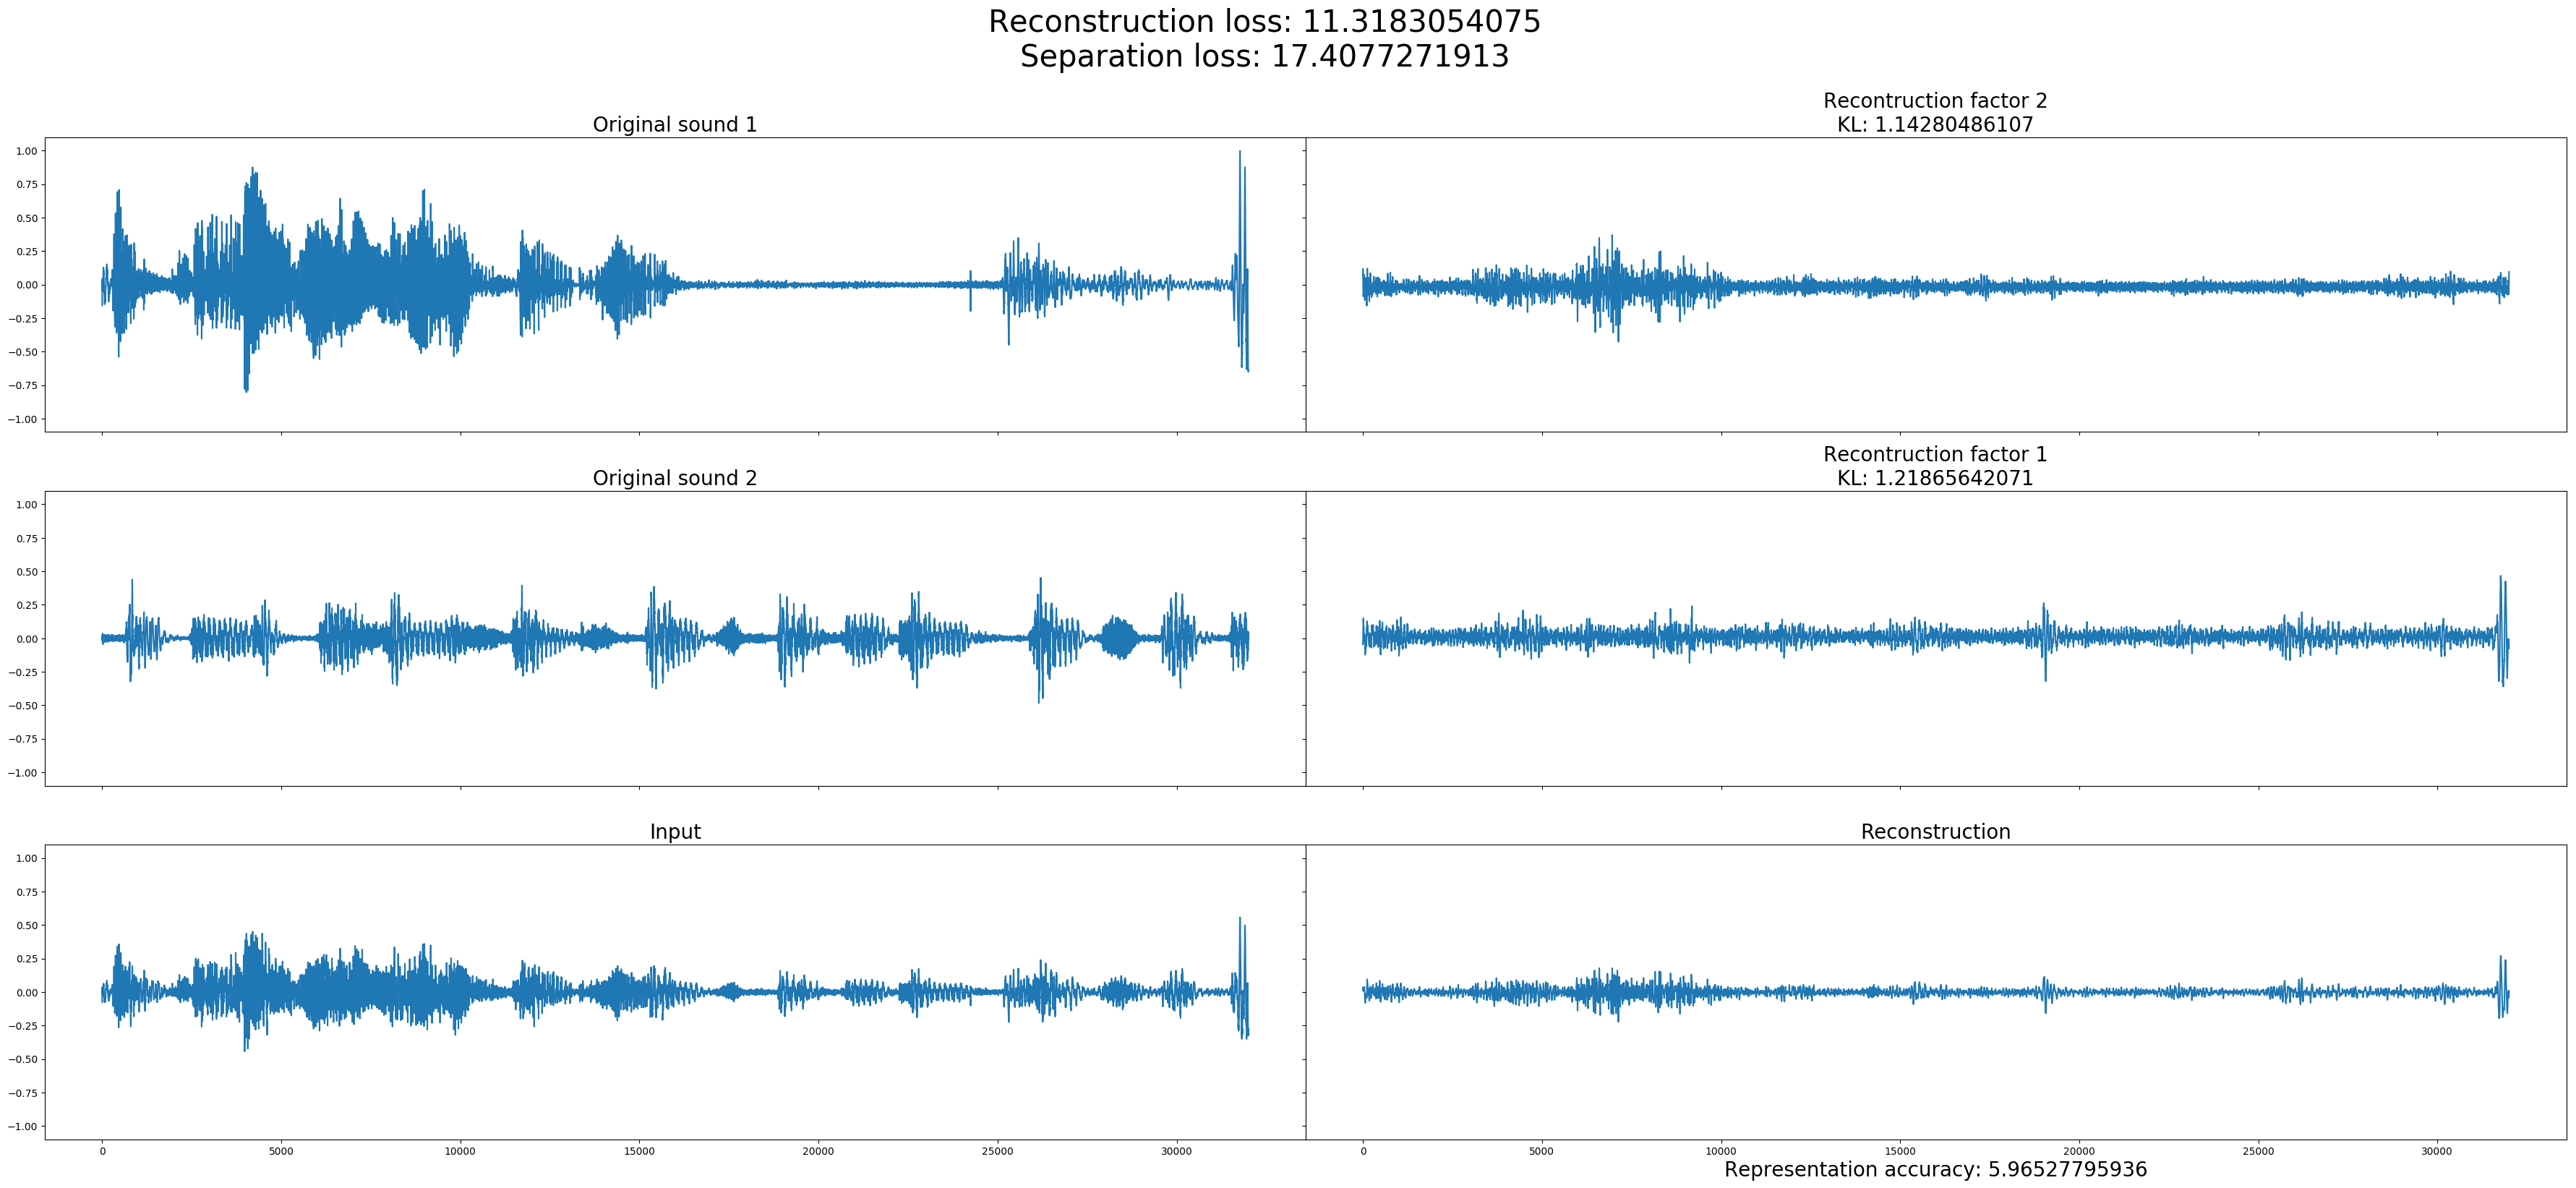 Reconstruction loss: 11.3183054075
Separation loss: 17.4077271913
Original sound 1
1.00
0.75
0.50
0.25
0.00
−0.25
−0.50
−0.75
−1.00
Recontruction factor 2
KL: 1.14280486107
Original sound 2
1.00
0.75
0.50
0.25
0.00
−0.25
−0.50
−0.75
−1.00
Recontruction factor 1
KL: 1.21865642071
Input
1.00
0.75
0.50
0.25
0.00
−0.25
−0.50
−0.75
−1.00
0 5000 10000 15000 20000 25000 30000
Reconstruction
0 5000 10000 15000 20000 25000 30000
Representation accuracy: 5.96527795936